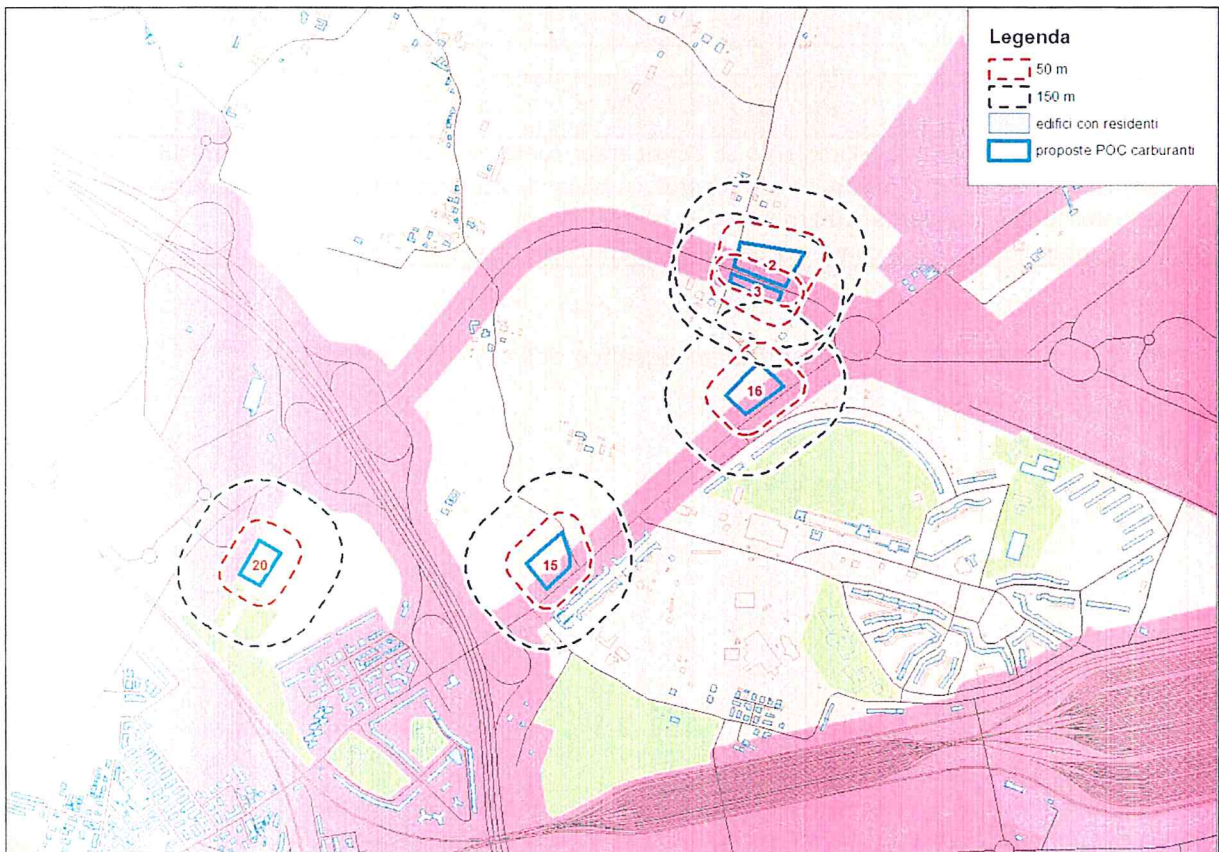 Legenda
50 m
150 m
edifici con residenti
proposte POC carburanti
2
3
16
15
20